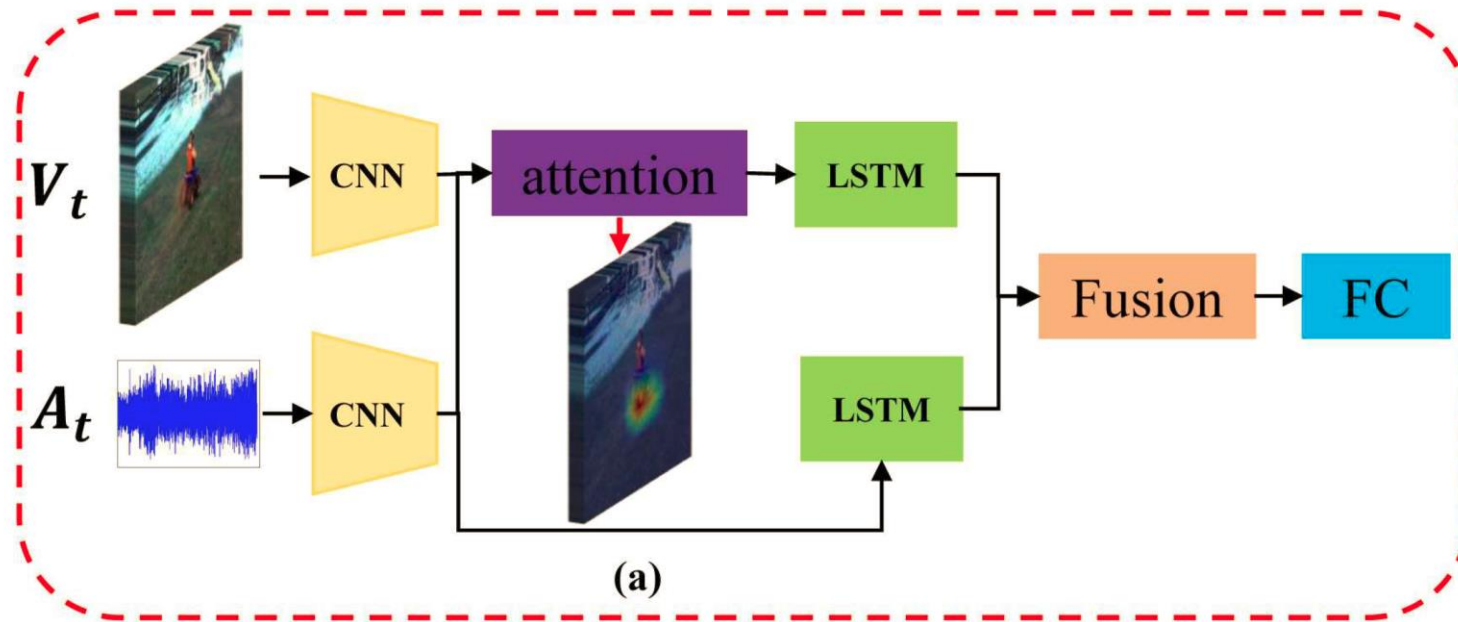 V_t
CNN
attention
LSTM
Fusion
FC
A_t
CNN
LSTM
(a)